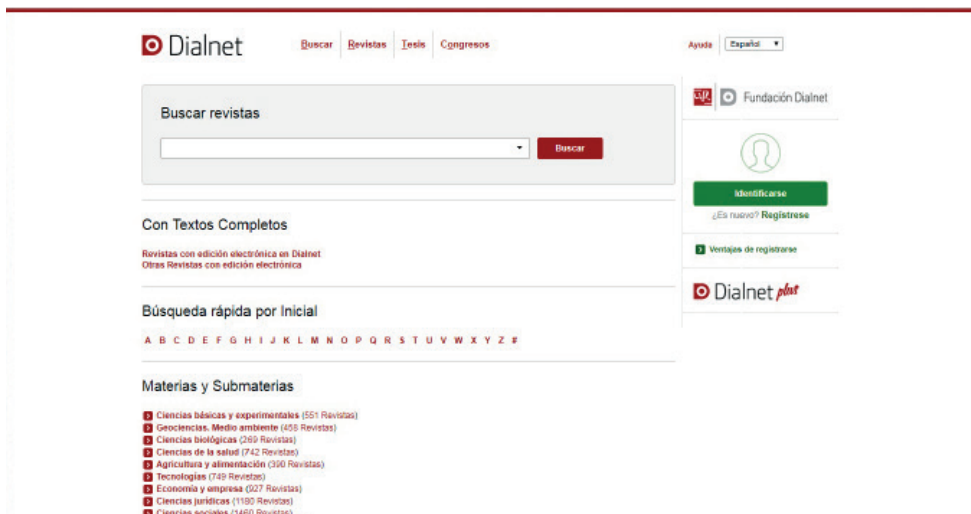 Dialnet
Buscar Revistas Tesis Congresos
Ayuda Español
Buscar revistas
Buscar
Fundación Dialnet
Identificarse
¿Es nuevo? Regístrese
Ventajas de registrarse
Dialnet plus
Con Textos Completos
Revistas con edición electrónica en Dialnet
Otras Revistas con edición electrónica
Búsqueda rápida por Inicial
A B C D E F G H I J K L M N O P Q R S T U V W X Y Z #
Materias y Submaterias
Ciencias básicas y experimentales (551 Revistas)
Geociencias. Medio ambiente (458 Revistas)
Ciencias biológicas (269 Revistas)
Ciencias de la salud (742 Revistas)
Agricultura y alimentación (390 Revistas)
Tecnologías (749 Revistas)
Economía y empresa (927 Revistas)
Ciencias jurídicas (1180 Revistas)
Ciencias sociales (1460 Revistas)